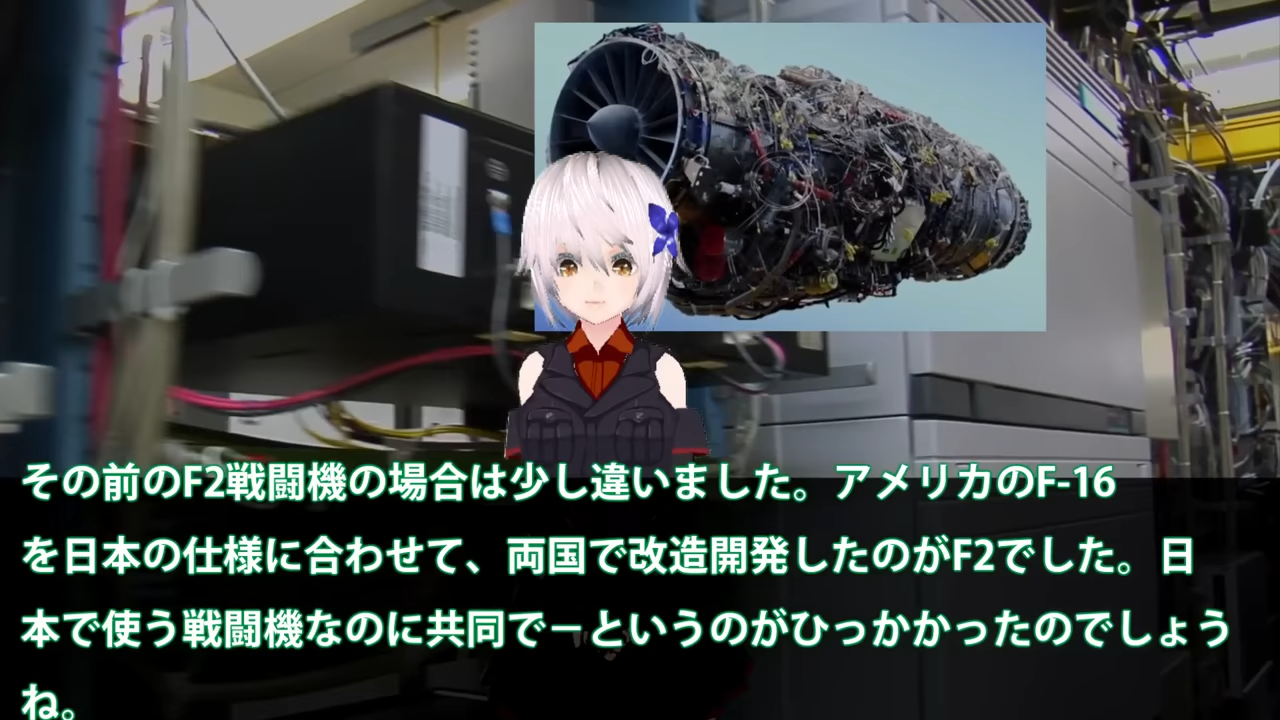 その前のF2戦闘機の場合は少し違いました。アメリカのF-16
を日本の仕様に合わせて、両国で改造開発したのがF2でした。日
本で使う戦闘機なのに共同で－というのがひっかかったのでしょう
ね。